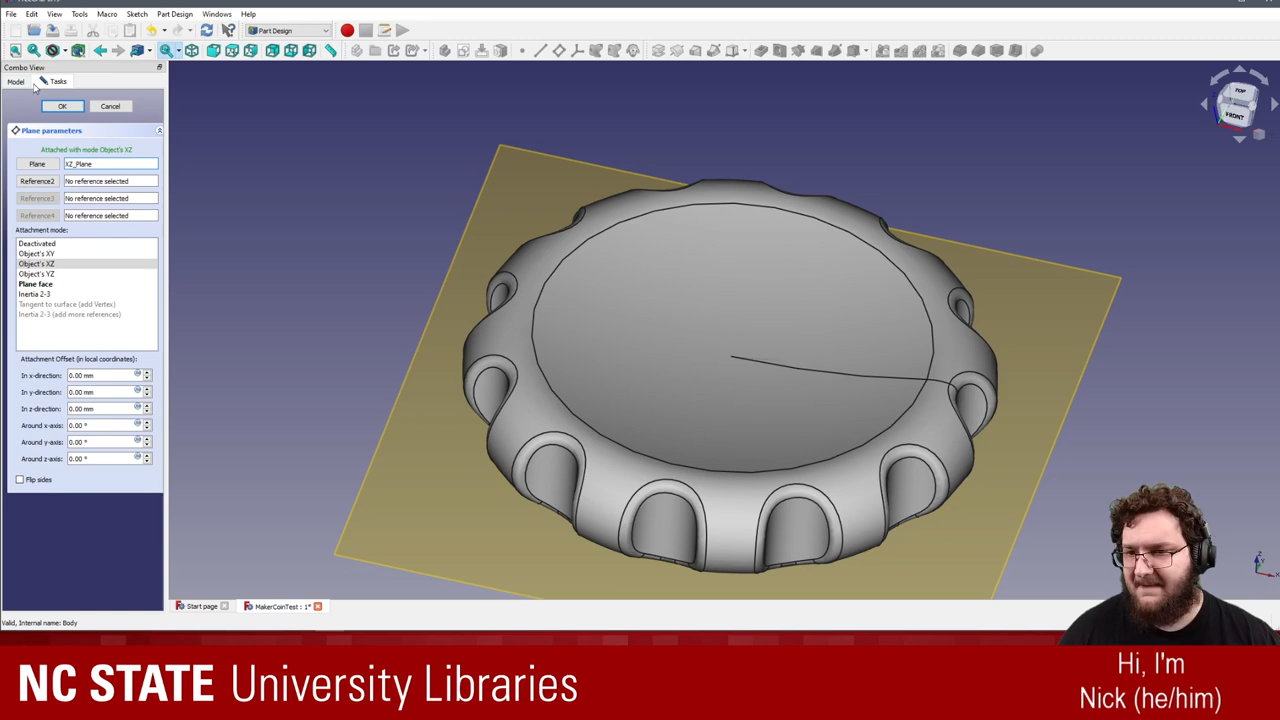 File Edit View Tools Macro Sketch Part Design Windows Help
Part Design
Combo View
Model Tasks
OK Cancel
Plane parameters
Attached with mode Object's XZ
Plane XZ_Plane
Reference2 No reference selected
Reference3 No reference selected
Reference4 No reference selected
Attachment mode:
Deactivated
Object's XY
Object's XZ
Object's YZ
Plane face
Inertia 2-3
Tangent to surface (add Vertex)
Inertia 2-3 (add more references)
Attachment Offset (in local coordinates):
In x-direction: 0.00 mm
In y-direction: 0.00 mm
In z-direction: 0.00 mm
Around x-axis: 0.00 °
Around y-axis: 0.00 °
Around z-axis: 0.00 °
Flip sides
TOP
FRONT
Start page MakerCoinTest : 1*
Valid, Internal name: Body
NC STATE University Libraries
Hi, I'm
Nick (he/him)